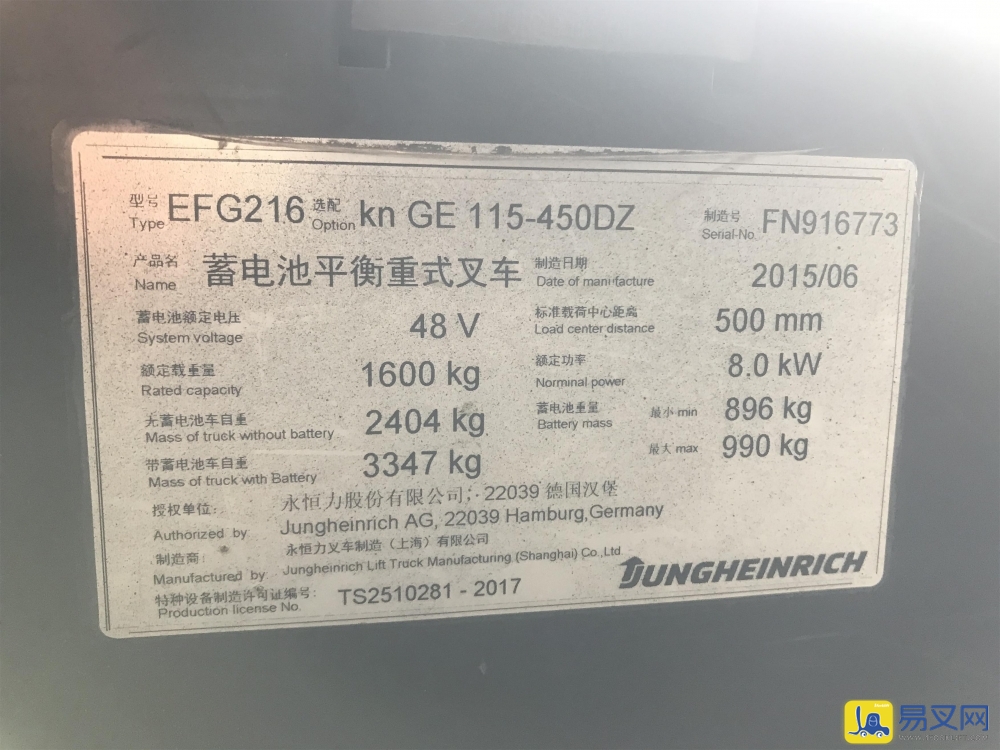 型号 Type EFG216 选配 Option kn GE 115-450DZ 制造号 Serial-No. FN916773
产品名 Name 蓄电池平衡重式叉车 制造日期 Date of manufacture 2015/06
蓄电池额定电压 System voltage 48 V 标准载荷中心距离 Load center distance 500 mm
额定载重量 Rated capacity 1600 kg 额定功率 Norminal power 8.0 kW
无蓄电池车自重 Mass of truck without battery 2404 kg 蓄电池重量 Battery mass 最小 min 896 kg
带蓄电池车自重 Mass of truck with Battery 3347 kg 最大 max 990 kg
授权单位: Authorized by 永恒力股份有限公司, 22039 德国汉堡
Jungheinrich AG, 22039 Hamburg,Germany
制造商: Manufactured by 永恒力叉车制造（上海）有限公司
Jungheinrich Lift Truck Manufacturing (Shanghai) Co.,Ltd
特种设备制造许可证编号: Production license No. TS2510281 - 2017
JUNGHEINRICH
易叉网